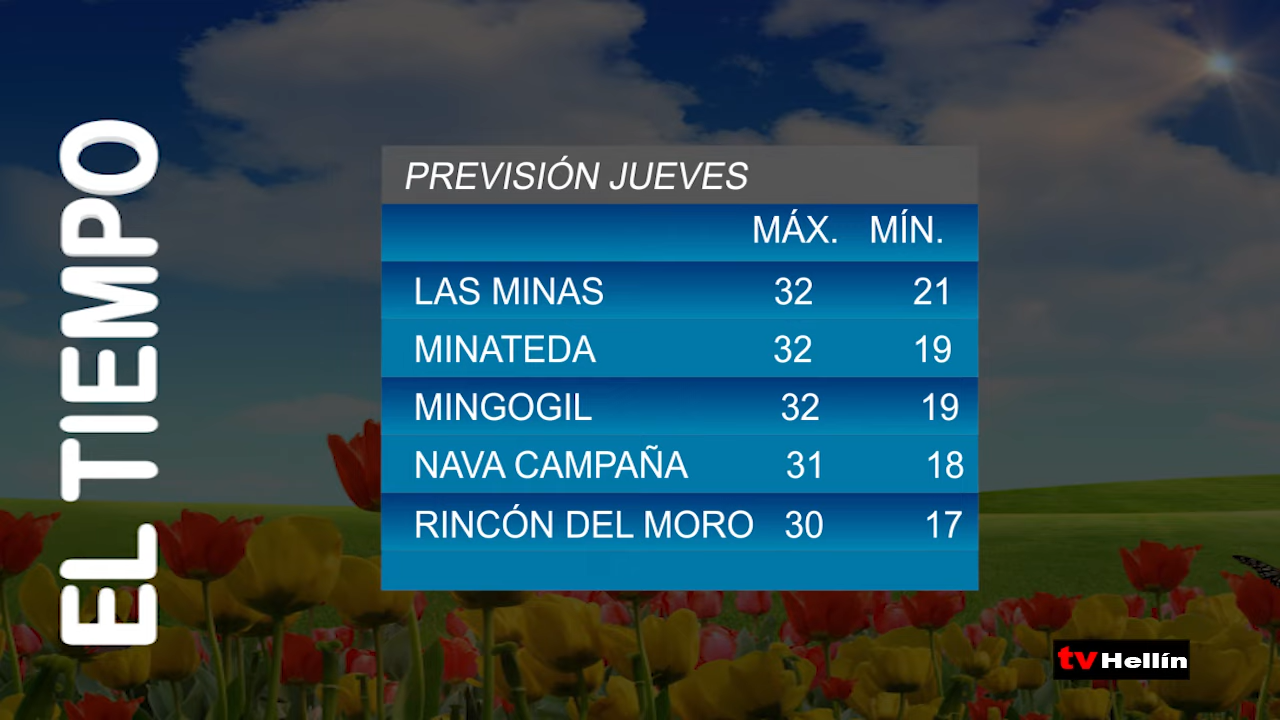 EL TIEMPO
PREVISIÓN JUEVES
MÁX. MÍN.
LAS MINAS 32 21
MINATEDA 32 19
MINGOGIL 32 19
NAVA CAMPAÑA 31 18
RINCÓN DEL MORO 30 17
tv Hellín